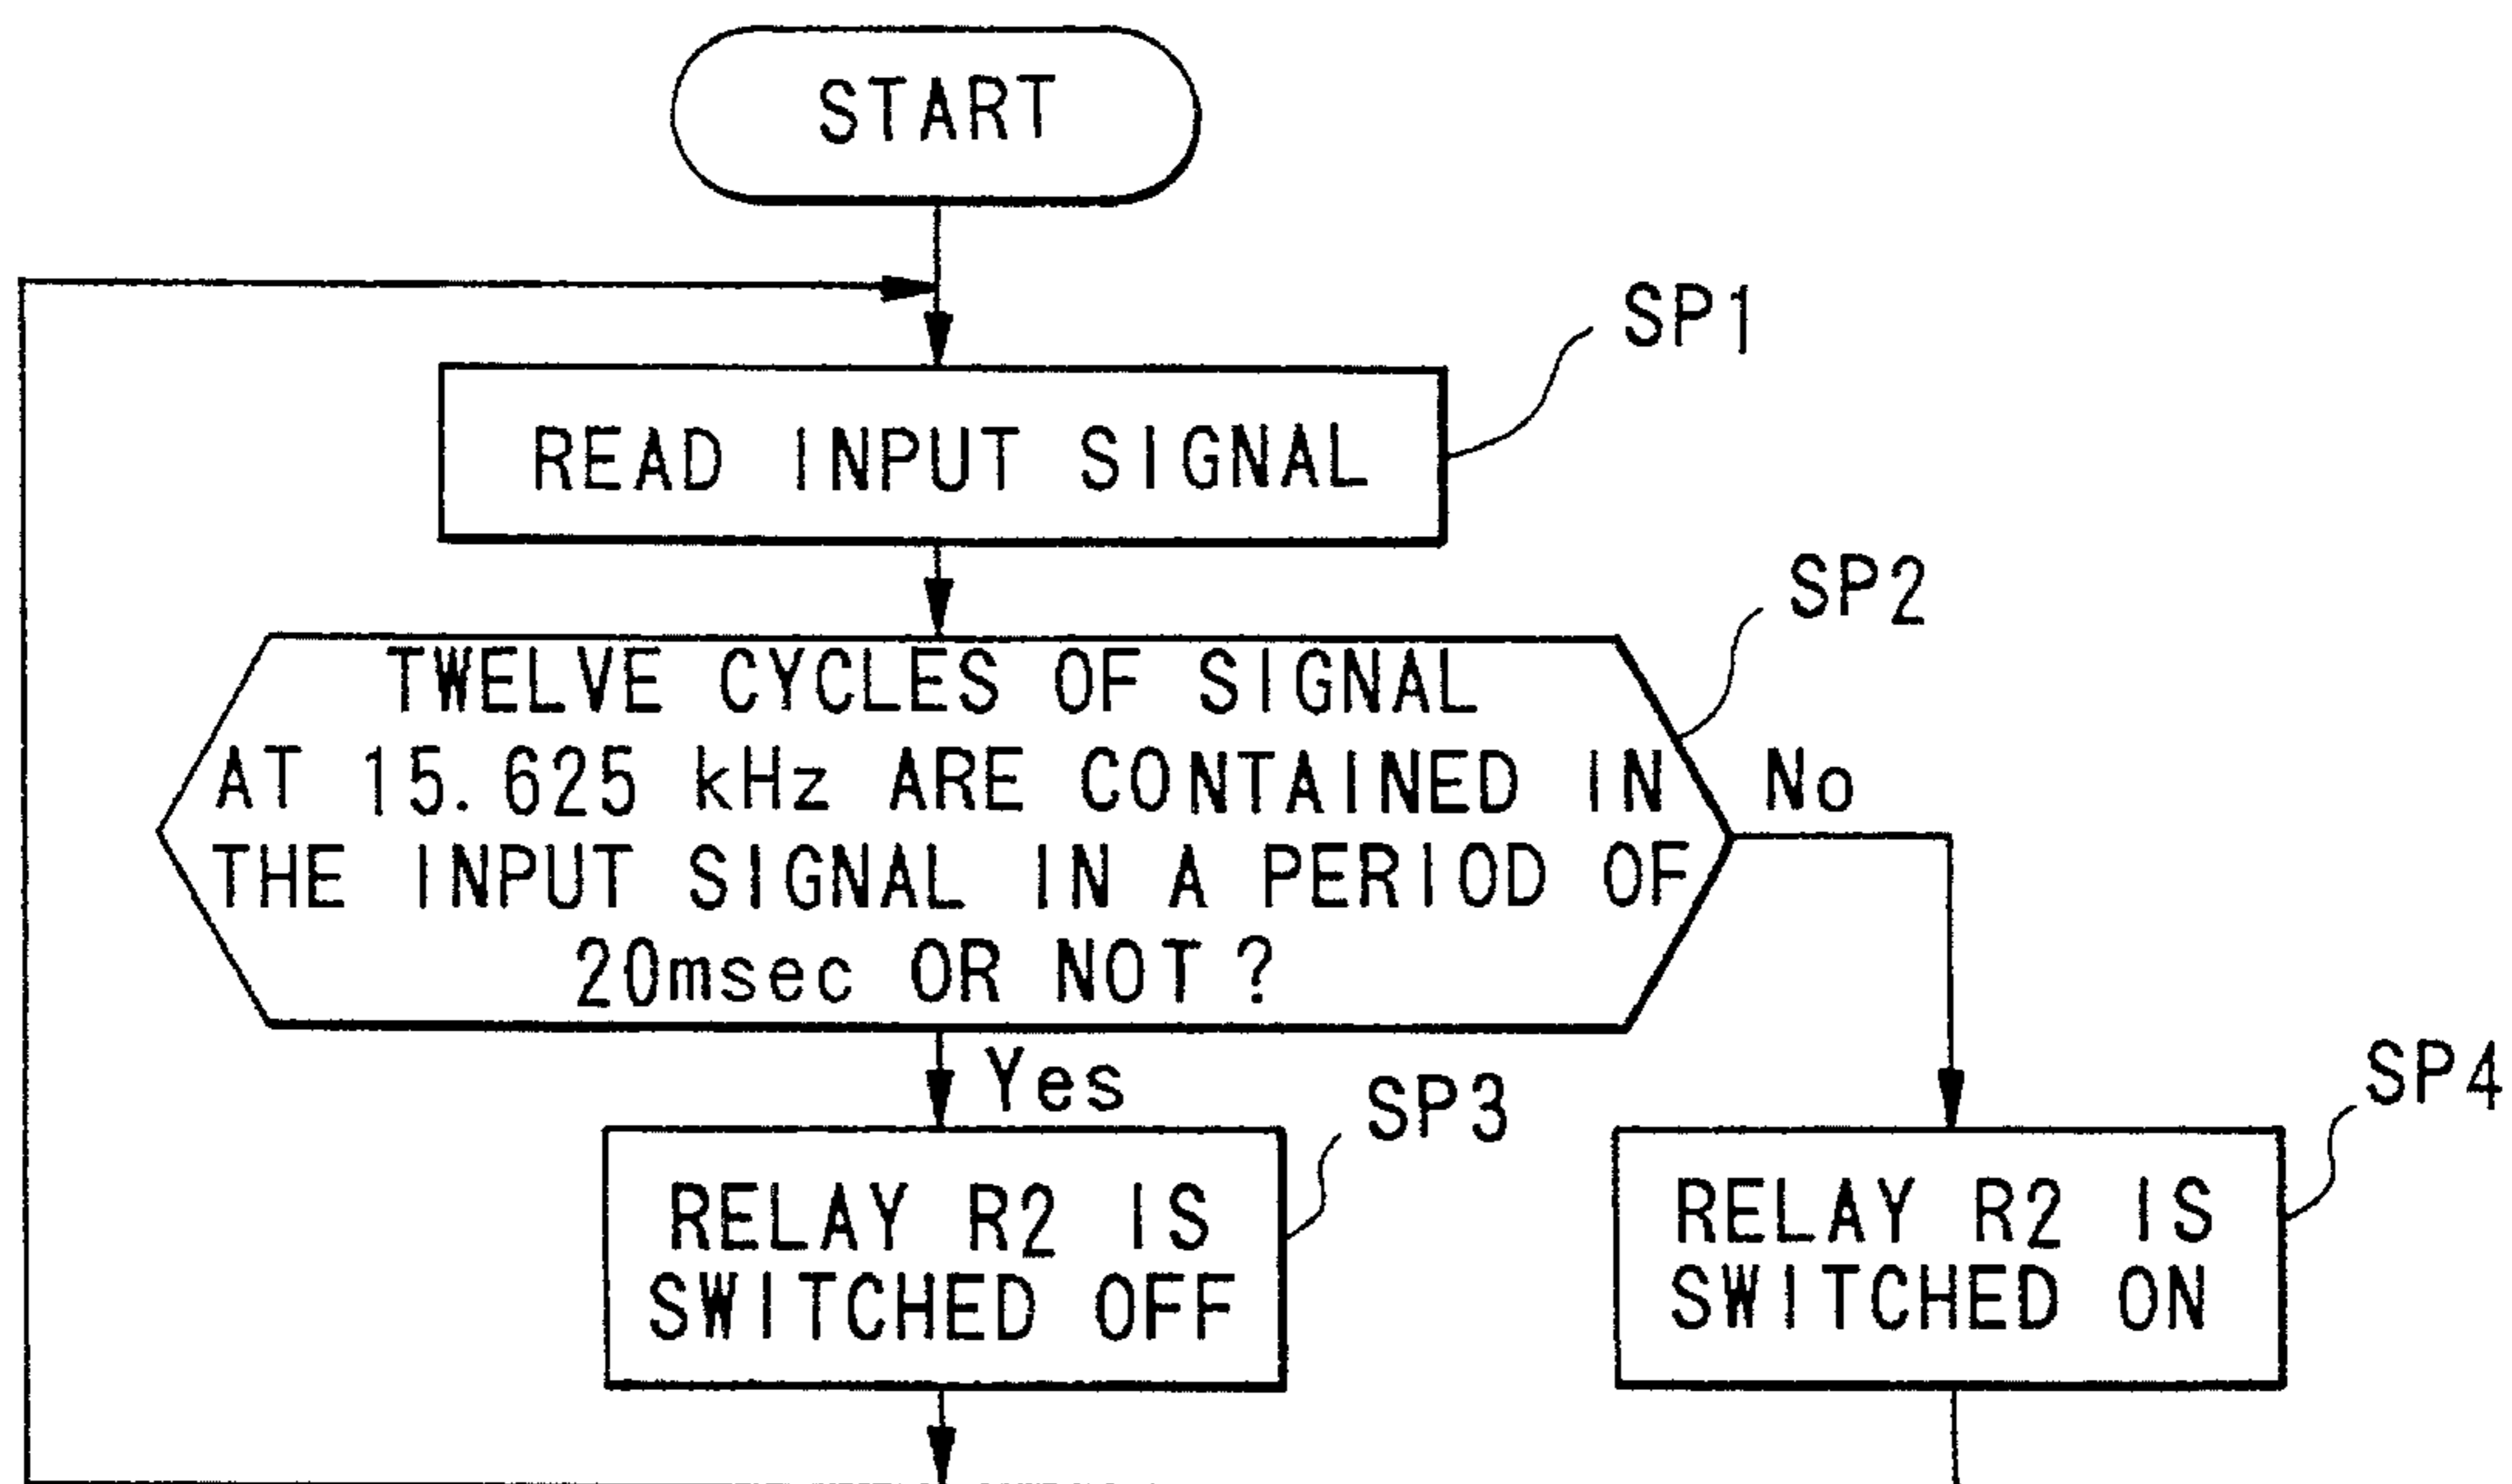 START
SP1
READ INPUT SIGNAL
SP2
TWELVE CYCLES OF SIGNAL
AT 15.625 kHz ARE CONTAINED IN
THE INPUT SIGNAL IN A PERIOD OF
20msec OR NOT?
No
Yes
SP3
SP4
RELAY R2 IS
SWITCHED OFF
RELAY R2 IS
SWITCHED ON